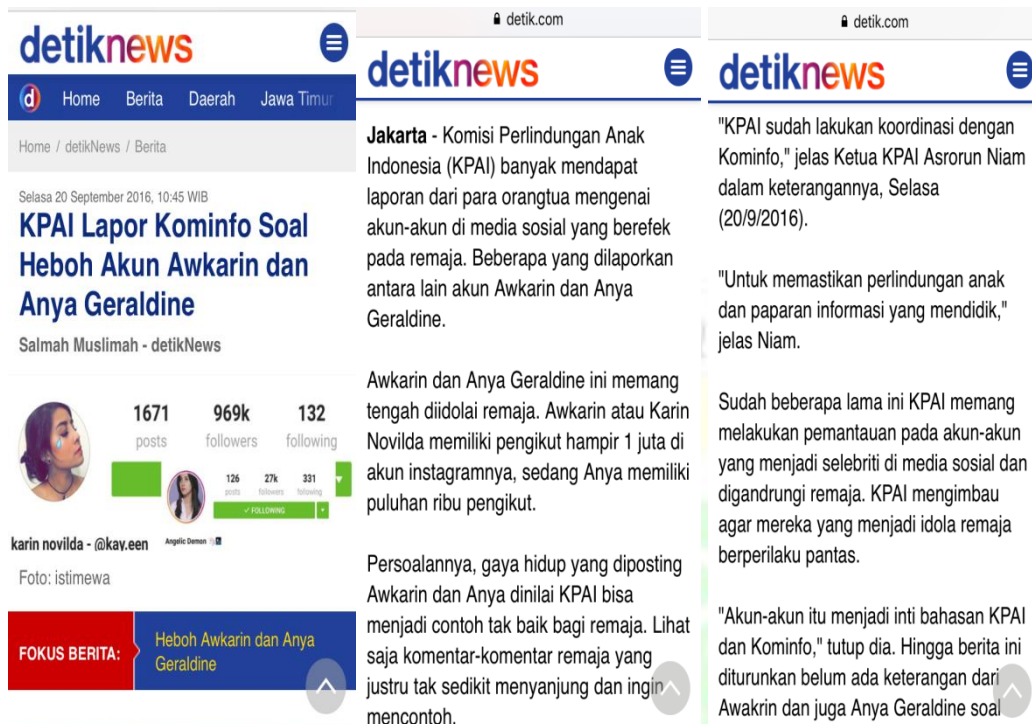 detiknews
Home Berita Daerah Jawa Timur
Home / detikNews / Berita
Selasa 20 September 2016, 10:45 WIB
KPAI Lapor Kominfo Soal
Heboh Akun Awkarin dan
Anya Geraldine
Salmah Muslimah - detikNews
1671 969k 132
posts followers following
126 27k 331
posts followers following
✓ FOLLOWING
karin novilda - @kay.een
Angelic Demon
Foto: istimewa
FOKUS BERITA:
Heboh Awkarin dan Anya
Geraldine
detik.com
detiknews
Jakarta - Komisi Perlindungan Anak
Indonesia (KPAI) banyak mendapat
laporan dari para orangtua mengenai
akun-akun di media sosial yang berefek
pada remaja. Beberapa yang dilaporkan
antara lain akun Awkarin dan Anya
Geraldine.
Awkarin dan Anya Geraldine ini memang
tengah diidolai remaja. Awkarin atau Karin
Novilda memiliki pengikut hampir 1 juta di
akun instagramnya, sedang Anya memiliki
puluhan ribu pengikut.
Persoalannya, gaya hidup yang diposting
Awkarin dan Anya dinilai KPAI bisa
menjadi contoh tak baik bagi remaja. Lihat
saja komentar-komentar remaja yang
justru tak sedikit menyanjung dan ingin
mencontoh.
detik.com
detiknews
"KPAI sudah lakukan koordinasi dengan
Kominfo," jelas Ketua KPAI Asrorun Niam
dalam keterangannya, Selasa
(20/9/2016).
"Untuk memastikan perlindungan anak
dan paparan informasi yang mendidik,"
jelas Niam.
Sudah beberapa lama ini KPAI memang
melakukan pemantauan pada akun-akun
yang menjadi selebriti di media sosial dan
digandrungi remaja. KPAI mengimbau
agar mereka yang menjadi idola remaja
berperilaku pantas.
"Akun-akun itu menjadi inti bahasan KPAI
dan Kominfo," tutup dia. Hingga berita ini
diturunkan belum ada keterangan dari
Awakrin dan juga Anya Geraldine soal